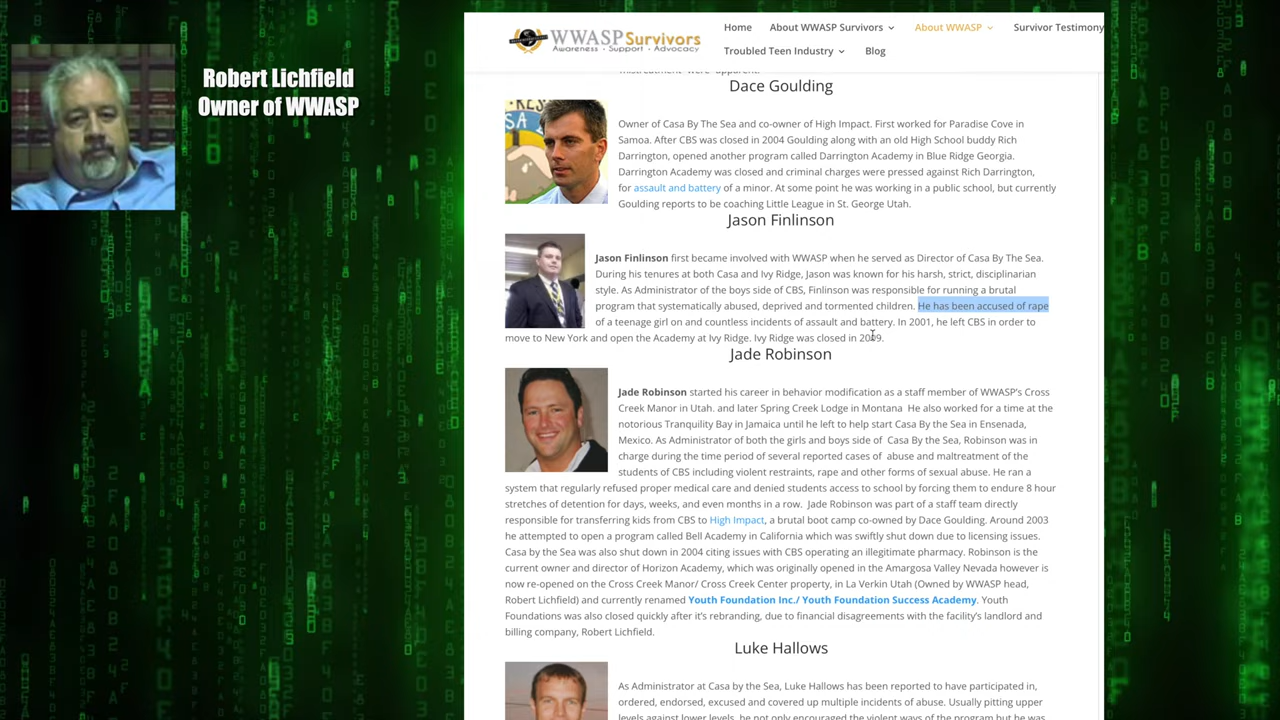 Robert Lichfield
Owner of WWASP
WWASP Survivors
Awareness · Support · Advocacy
Home
About WWASP Survivors
About WWASP
Survivor Testimony
Troubled Teen Industry
Blog
mistreatment were apparent.
Dace Goulding
Owner of Casa By The Sea and co-owner of High Impact. First worked for Paradise Cove in
Samoa. After CBS was closed in 2004 Goulding along with an old High School buddy Rich
Darrington, opened another program called Darrington Academy in Blue Ridge Georgia.
Darrington Academy was closed and criminal charges were pressed against Rich Darrington,
for assault and battery of a minor. At some point he was working in a public school, but currently
Goulding reports to be coaching Little League in St. George Utah.
Jason Finlinson
Jason Finlinson first became involved with WWASP when he served as Director of Casa By The Sea.
During his tenures at both Casa and Ivy Ridge, Jason was known for his harsh, strict, disciplinarian
style. As Administrator of the boys side of CBS, Finlinson was responsible for running a brutal
program that systematically abused, deprived and tormented children. He has been accused of rape
of a teenage girl on and countless incidents of assault and battery. In 2001, he left CBS in order to
move to New York and open the Academy at Ivy Ridge. Ivy Ridge was closed in 2009.
Jade Robinson
Jade Robinson started his career in behavior modification as a staff member of WWASP's Cross
Creek Manor in Utah. and later Spring Creek Lodge in Montana He also worked for a time at the
notorious Tranquility Bay in Jamaica until he left to help start Casa By the Sea in Ensenada,
Mexico. As Administrator of both the girls and boys side of Casa By the Sea, Robinson was in
charge during the time period of several reported cases of abuse and maltreatment of the
students of CBS including violent restraints, rape and other forms of sexual abuse. He ran a
system that regularly refused proper medical care and denied students access to school by forcing them to endure 8 hour
stretches of detention for days, weeks, and even months in a row. Jade Robinson was part of a staff team directly
responsible for transferring kids from CBS to High Impact, a brutal boot camp co-owned by Dace Goulding. Around 2003
he attempted to open a program called Bell Academy in California which was swiftly shut down due to licensing issues.
Casa by the Sea was also shut down in 2004 citing issues with CBS operating an illegitimate pharmacy. Robinson is the
current owner and director of Horizon Academy, which was originally opened in the Amargosa Valley Nevada however is
now re-opened on the Cross Creek Manor/ Cross Creek Center property, in La Verkin Utah (Owned by WWASP head,
Robert Lichfield) and currently renamed Youth Foundation Inc./ Youth Foundation Success Academy. Youth
Foundations was also closed quickly after it's rebranding, due to financial disagreements with the facility's landlord and
billing company, Robert Lichfield.
Luke Hallows
As Administrator at Casa by the Sea, Luke Hallows has been reported to have participated in,
ordered, endorsed, excused and covered up multiple incidents of abuse. Usually pitting upper
levels against lower levels, he not only encouraged the violent ways of the program but he was